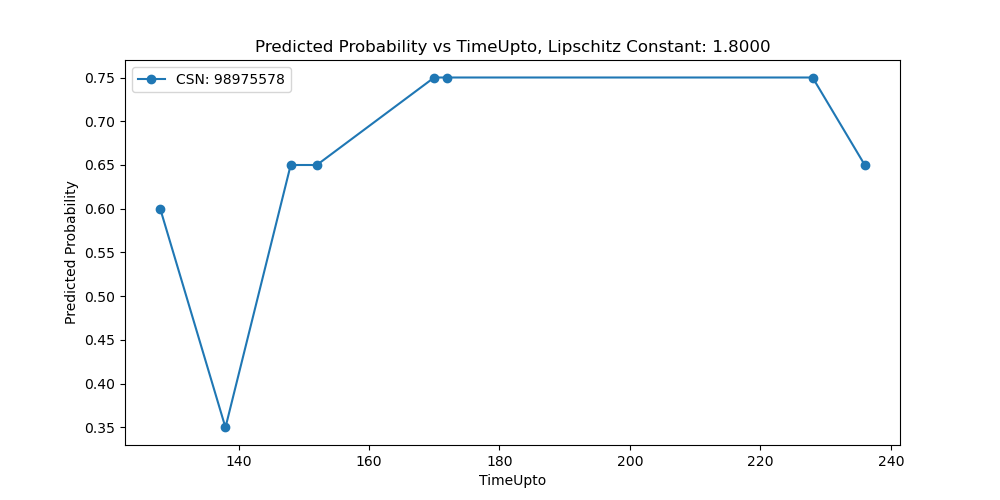 Predicted Probability vs TimeUpto, Lipschitz Constant: 1.8000
CSN: 98975578
Predicted Probability
0.75
0.70
0.65
0.60
0.55
0.50
0.45
0.40
0.35
140 160 180 200 220 240
TimeUpto